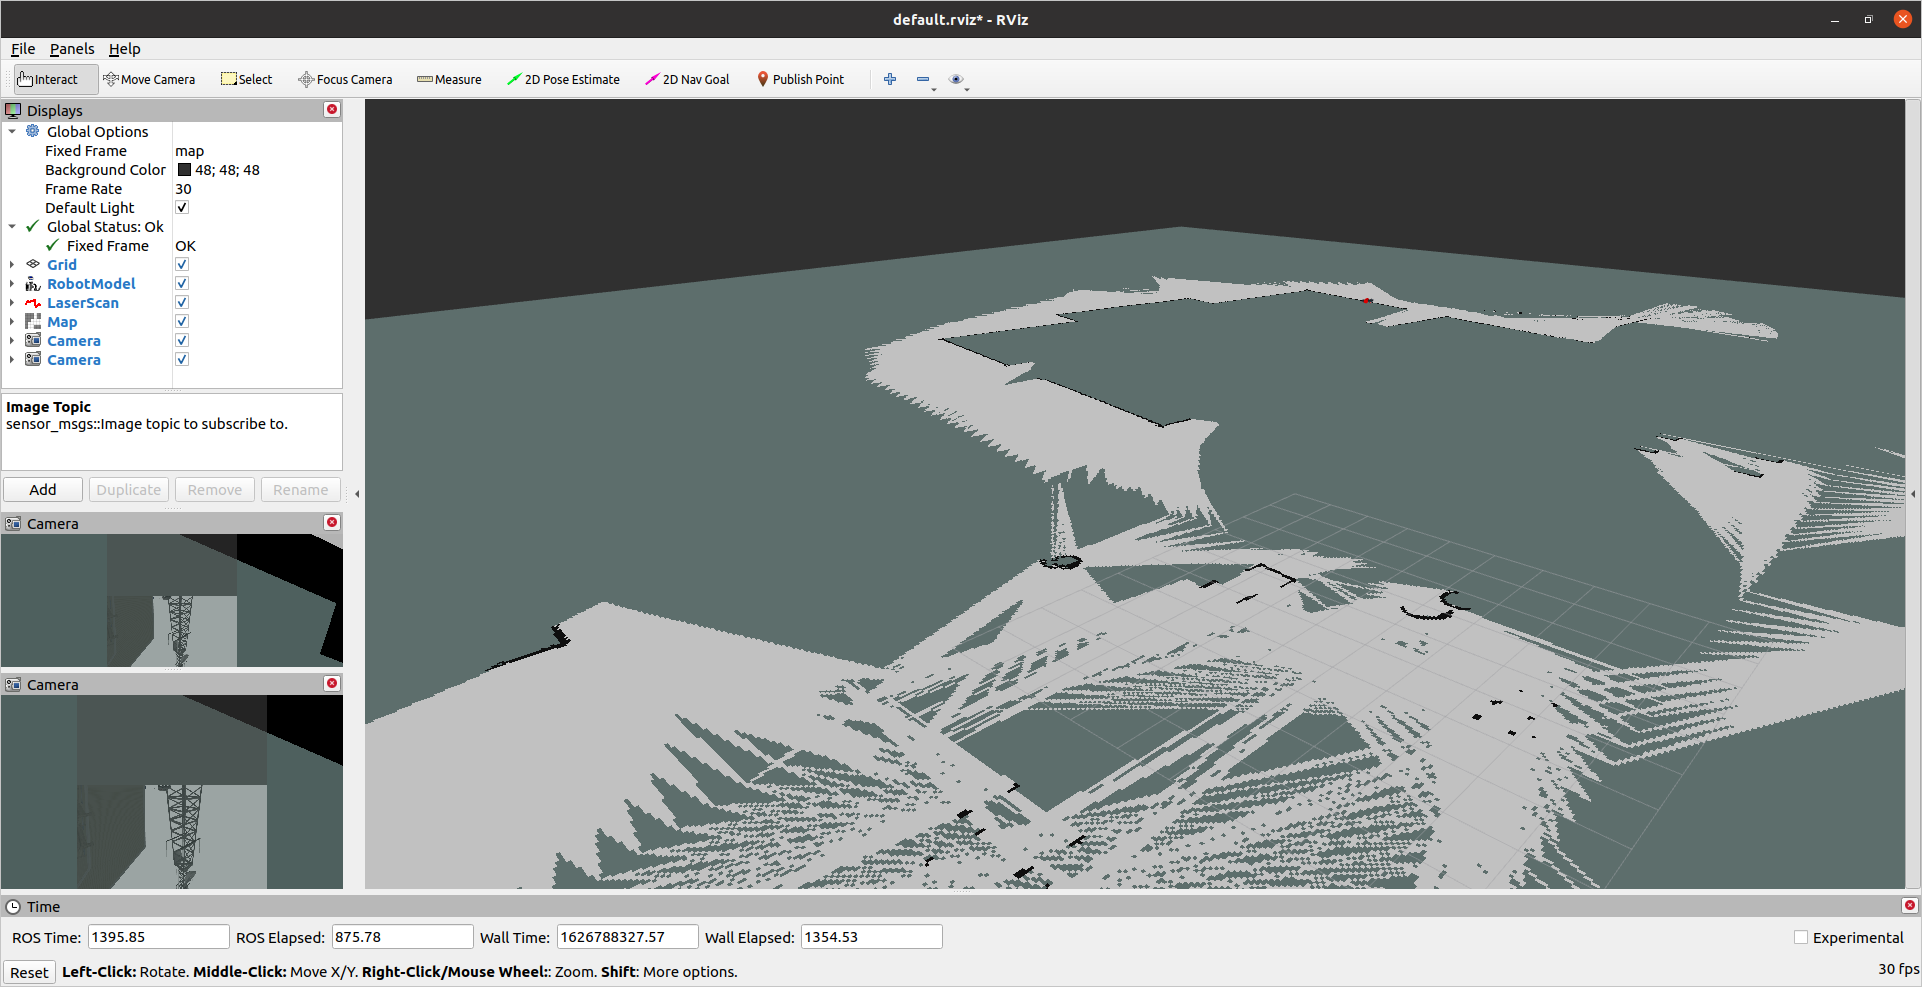 default.rviz* - RViz
File Panels Help
Interact Move Camera Select Focus Camera Measure 2D Pose Estimate 2D Nav Goal Publish Point
Displays
Global Options
Fixed Frame map
Background Color 48; 48; 48
Frame Rate 30
Default Light
Global Status: Ok
Fixed Frame OK
Grid
RobotModel
LaserScan
Map
Camera
Camera
Image Topic
sensor_msgs::Image topic to subscribe to.
Add Duplicate Remove Rename
Camera
Camera
Time
ROS Time: 1395.85 ROS Elapsed: 875.78 Wall Time: 1626788327.57 Wall Elapsed: 1354.53 Experimental
Reset Left-Click: Rotate. Middle-Click: Move X/Y. Right-Click/Mouse Wheel:: Zoom. Shift: More options. 30 fps